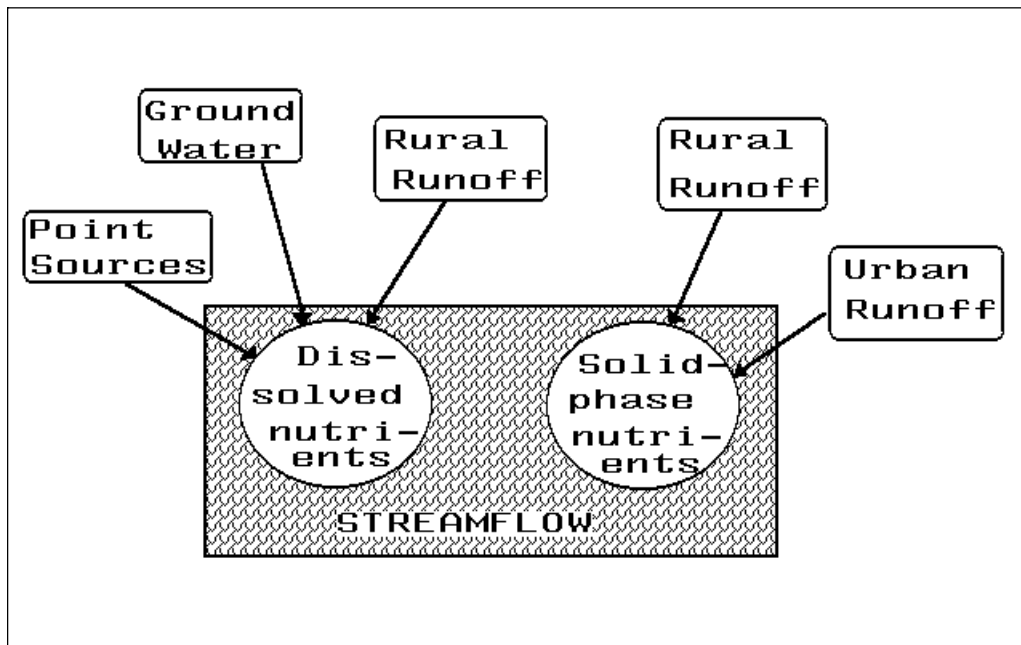 Ground
Water
Rural
Runoff
Rural
Runoff
Point
Sources
Urban
Runoff
Dis-
solved
nutri-
ents
Solid-
phase
nutri-
ents
STREAMFLOW